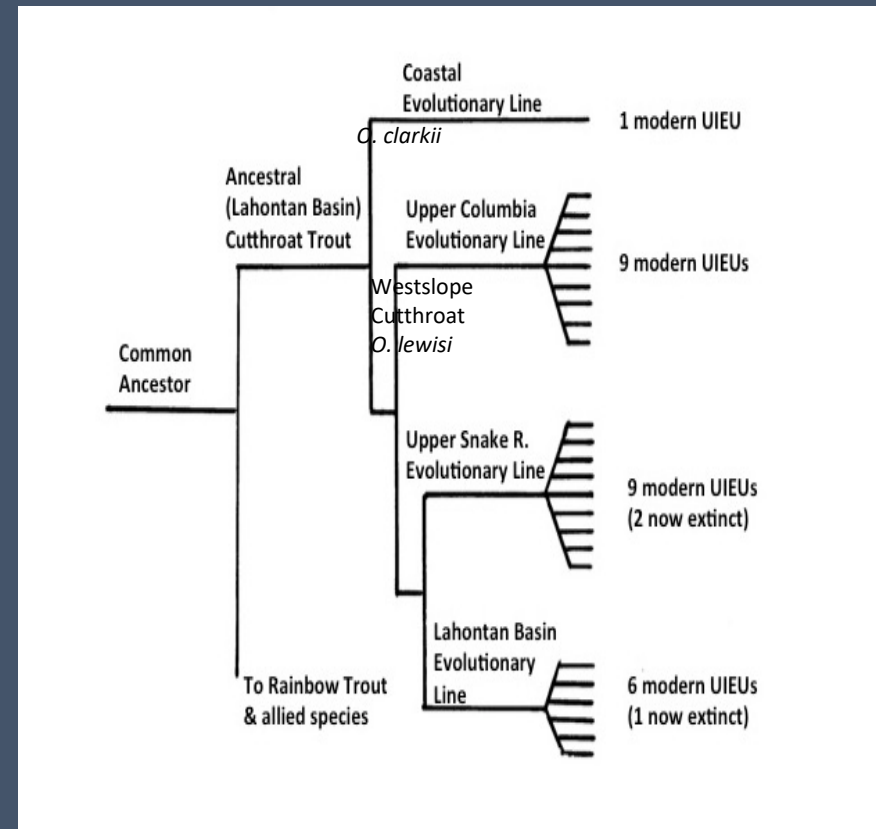 Coastal
Evolutionary Line
1 modern UIEU
O. clarkii
Ancestral
(Lahontan Basin)
Cutthroat Trout
Upper Columbia
Evolutionary Line
9 modern UIEUs
Westslope
Cutthroat
O. lewisi
Common
Ancestor
Upper Snake R.
Evolutionary Line
9 modern UIEUs
(2 now extinct)
Lahontan Basin
Evolutionary
Line
6 modern UIEUs
(1 now extinct)
To Rainbow Trout
& allied species